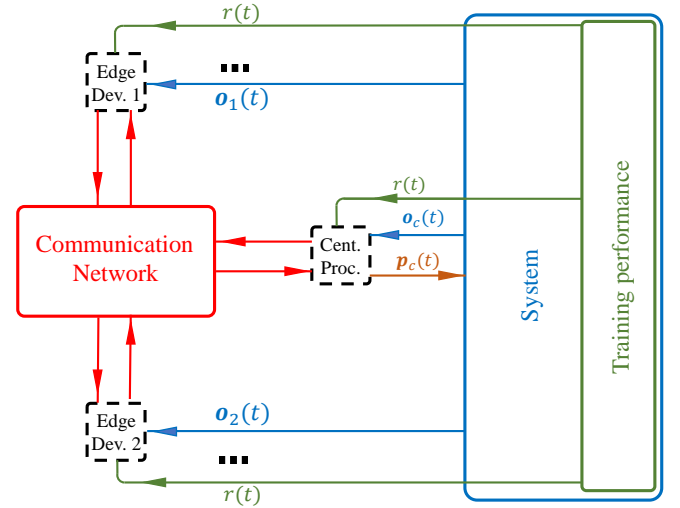 r(t)
...
Edge
Dev. 1
o₁(t)
r(t)
Communication
Network
Cent.
Proc.
o_c(t)
p_c(t)
System
Training performance
Edge
Dev. 2
o₂(t)
...
r(t)